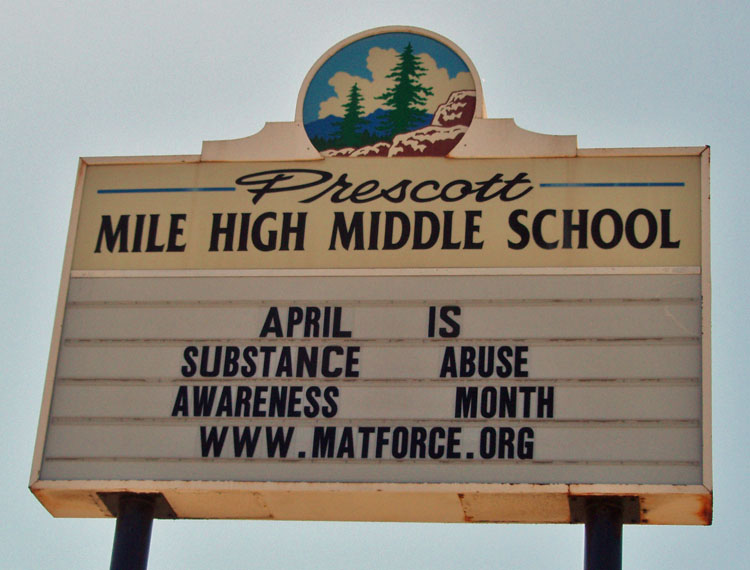 Prescott
MILE HIGH MIDDLE SCHOOL
APRIL IS
SUBSTANCE ABUSE
AWARENESS MONTH
WWW.MATFORCE.ORG